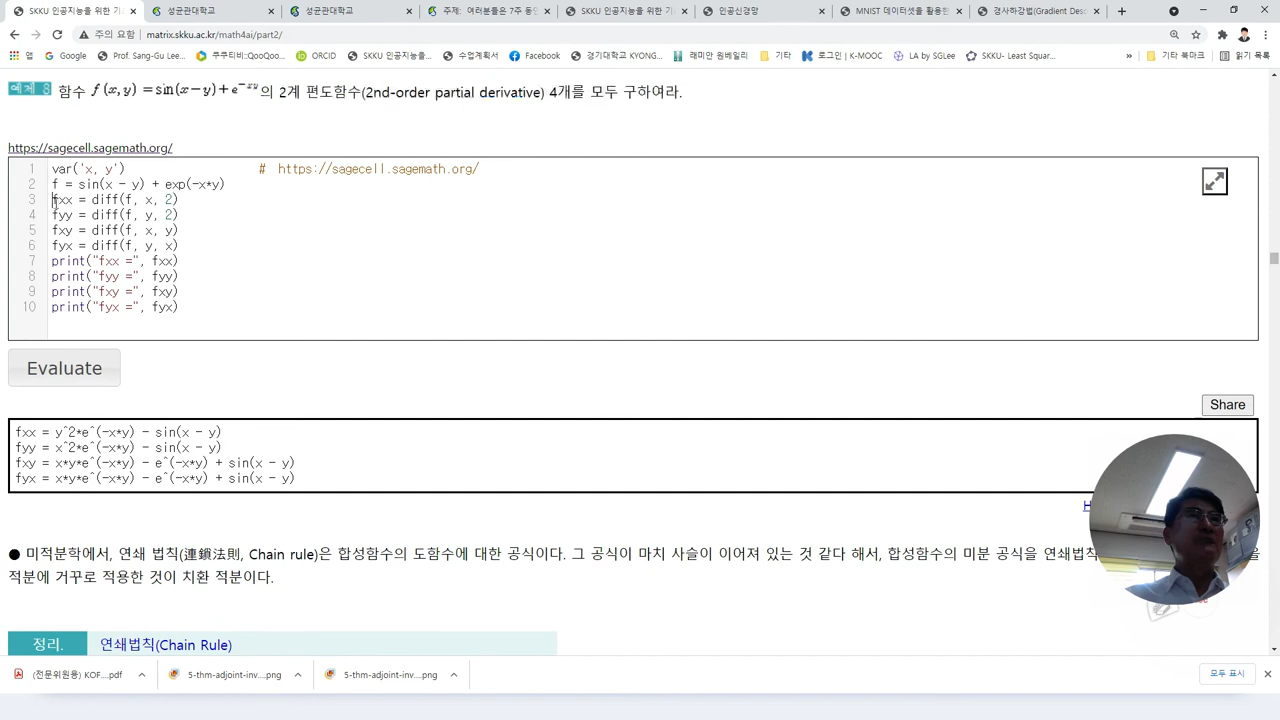 SKKU 인공지능을 위한 기
성균관대학교
성균관대학교
주제: 여러분들은 7주 동안
SKKU 인공지능을 위한 기
인공신경망
MNIST 데이터셋을 활용한
경사하강법(Gradient Desc
주의 요함
matrix.skku.ac.kr/math4ai/part2/
앱
Google
Prof. Sang-Gu Lee...
쿠쿠티비:QooQoo...
ORCID
SKKU 인공지능을...
수업계획서
Facebook
경기대학교 KYONG...
래미안 원베일리
기타
로그인 | K-MOOC
LA by SGLee
SKKU- Least Squar...
»
기타 북마크
읽기 목록
예제 8 함수 f(x, y) = sin(x−y)+e^{−xy}의 2계 편도함수(2nd-order partial derivative) 4개를 모두 구하여라.
https://sagecell.sagemath.org/
1 var('x, y') # https://sagecell.sagemath.org/
2 f = sin(x - y) + exp(-x*y)
3 fxx = diff(f, x, 2)
4 fyy = diff(f, y, 2)
5 fxy = diff(f, x, y)
6 fyx = diff(f, y, x)
7 print("fxx =", fxx)
8 print("fyy =", fyy)
9 print("fxy =", fxy)
10 print("fyx =", fyx)
Evaluate
Share
fxx = y^2*e^(-x*y) - sin(x - y)
fyy = x^2*e^(-x*y) - sin(x - y)
fxy = x*y*e^(-x*y) - e^(-x*y) + sin(x - y)
fyx = x*y*e^(-x*y) - e^(-x*y) + sin(x - y)
● 미적분학에서, 연쇄 법칙(連鎖法則, Chain rule)은 합성함수의 도함수에 대한 공식이다. 그 공식이 마치 사슬이 이어져 있는 것 같다 해서, 합성함수의 미분 공식을 연쇄법칙
적분에 거꾸로 적용한 것이 치환 적분이다.
정리. 연쇄법칙(Chain Rule)
(전문위원용) KOF....pdf
5-thm-adjoint-inv....png
5-thm-adjoint-inv....png
모두 표시